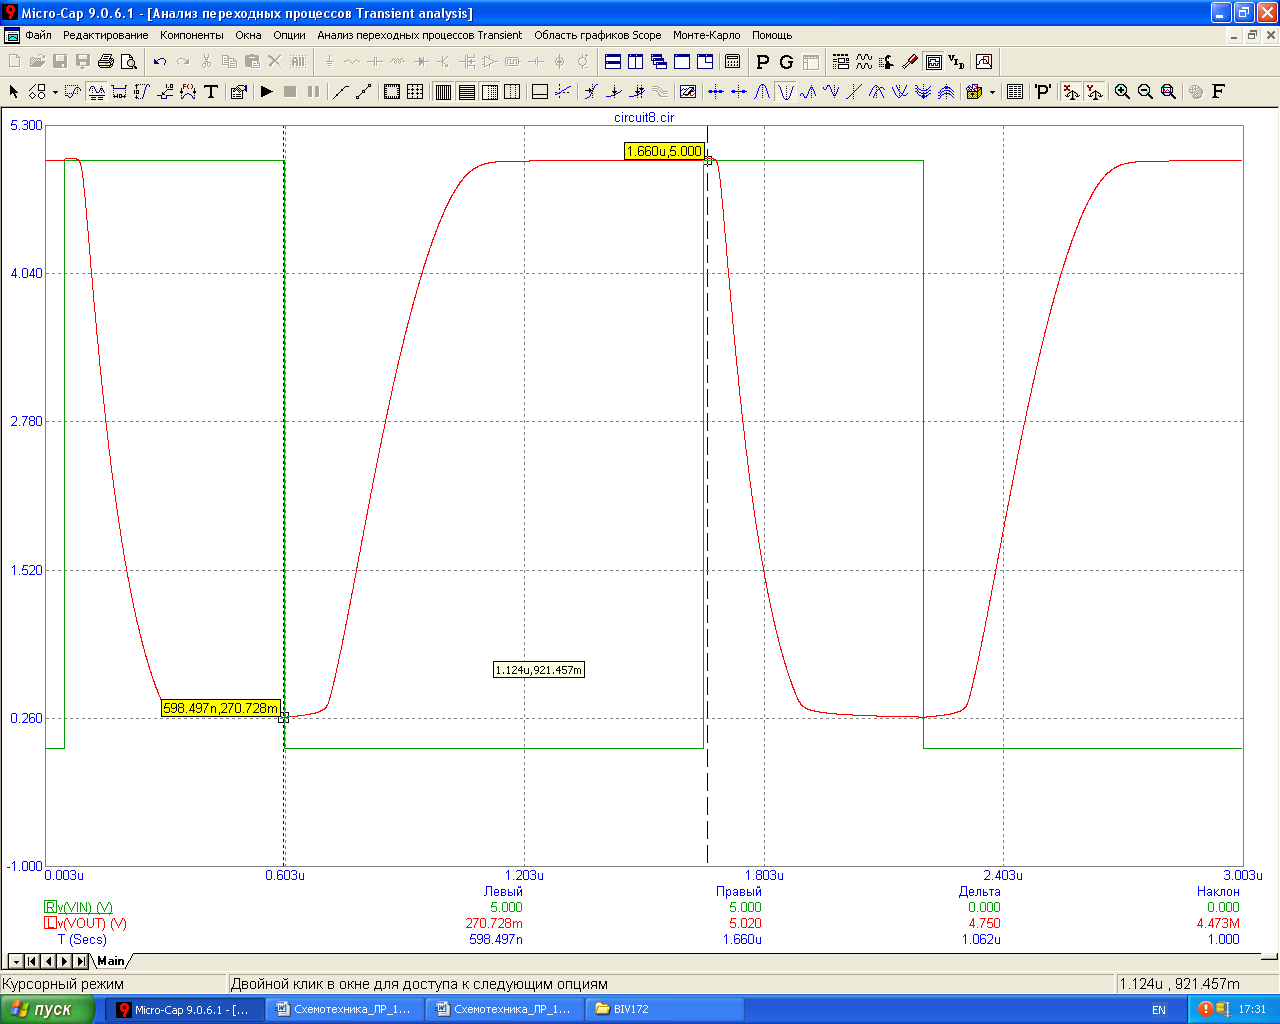 Micro-Cap 9.0.6.1 - [Анализ переходных процессов Transient analysis]
Файл Редактирование Компоненты Окна Опции Анализ переходных процессов Transient Область графиков Scope Монте-Карло Помощь
circuit8.cir
5.300
1.660u,5.000
4.040
2.780
1.520
1.124u,921.457m
598.497n,270.728m
0.260
-1.000
0.003u 0.603u 1.203u 1.803u 2.403u 3.003u
Левый Правый Дельта Наклон
R v(VIN) (V) 5.000 5.000 0.000 0.000
L v(VOUT) (V) 270.728m 5.020 4.750 4.473M
T (Secs) 598.497n 1.660u 1.062u 1.000
Main
Курсорный режим Двойной клик в окне для доступа к следующим опциям 1.124u , 921.457m
пуск Micro-Cap 9.0.6.1 - [... Схемотехника_ЛР_1... Схемотехника_ЛР_1... BIV172 EN 17:31